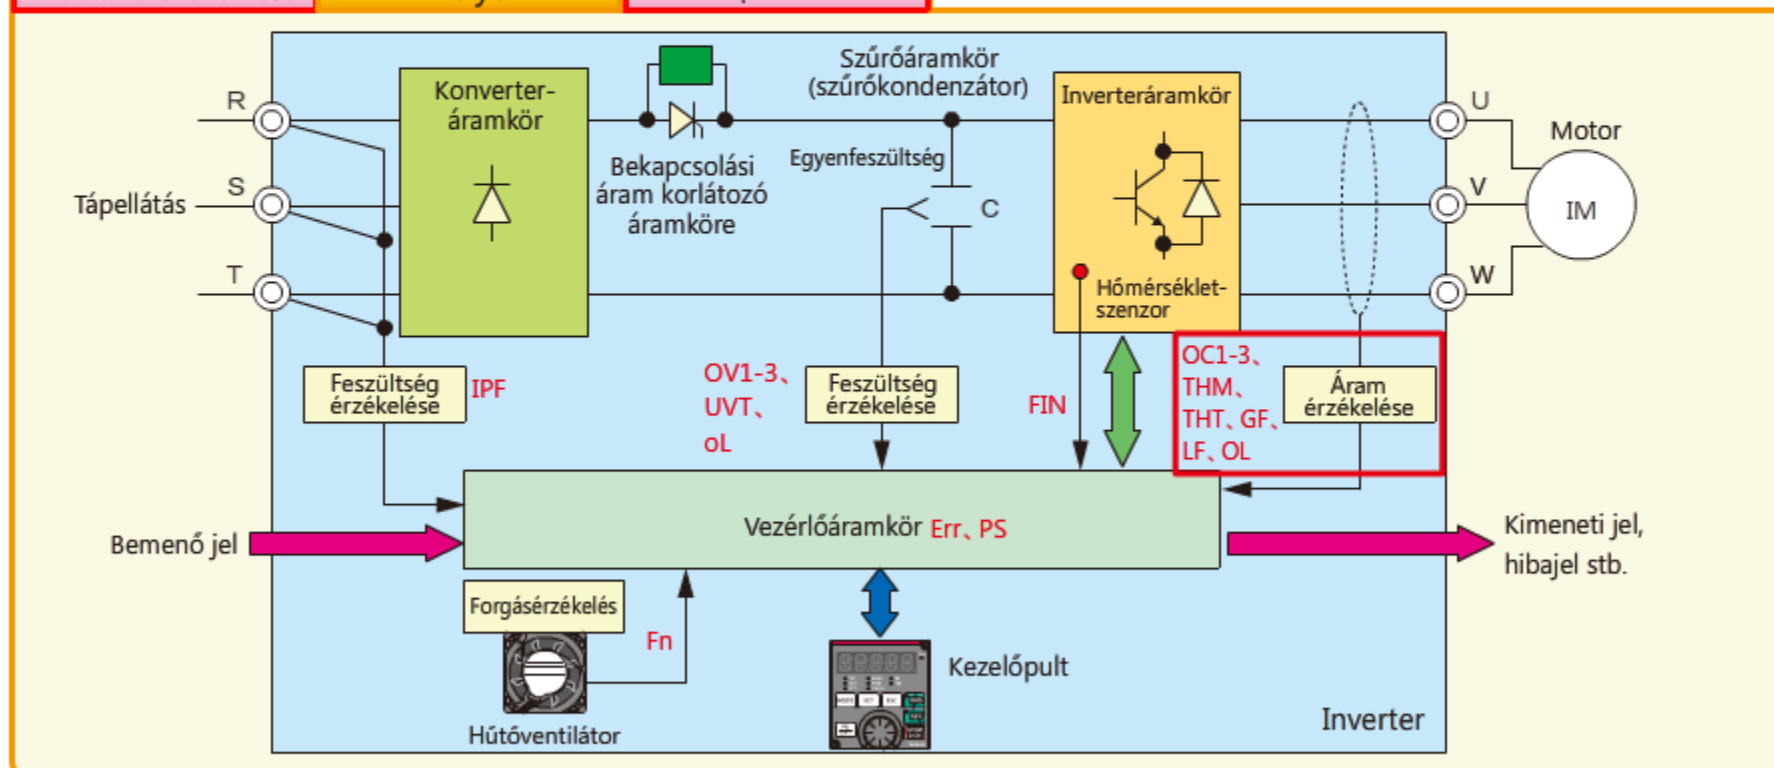 Konverter-
áramkör
Szűrőáramkör
(szűrőkondenzátor)
Inverteráramkör
R
S
T
Tápellátás
Bekapcsolási
áram korlátozó
áramköre
Egyenfeszültség
C
Hőmérséklet-
szenzor
U
V
W
Motor
IM
Feszültség
érzékelése
IPF
OV1-3、
UVT、
oL
Feszültség
érzékelése
FIN
OC1-3、
THM、
THT、GF、
LF、OL
Áram
érzékelése
Bemenő jel
Vezérlőáramkör Err、PS
Kimeneti jel,
hibajel stb.
Forgásérzékelés
Fn
Hűtőventilátor
Kezelőpult
Inverter